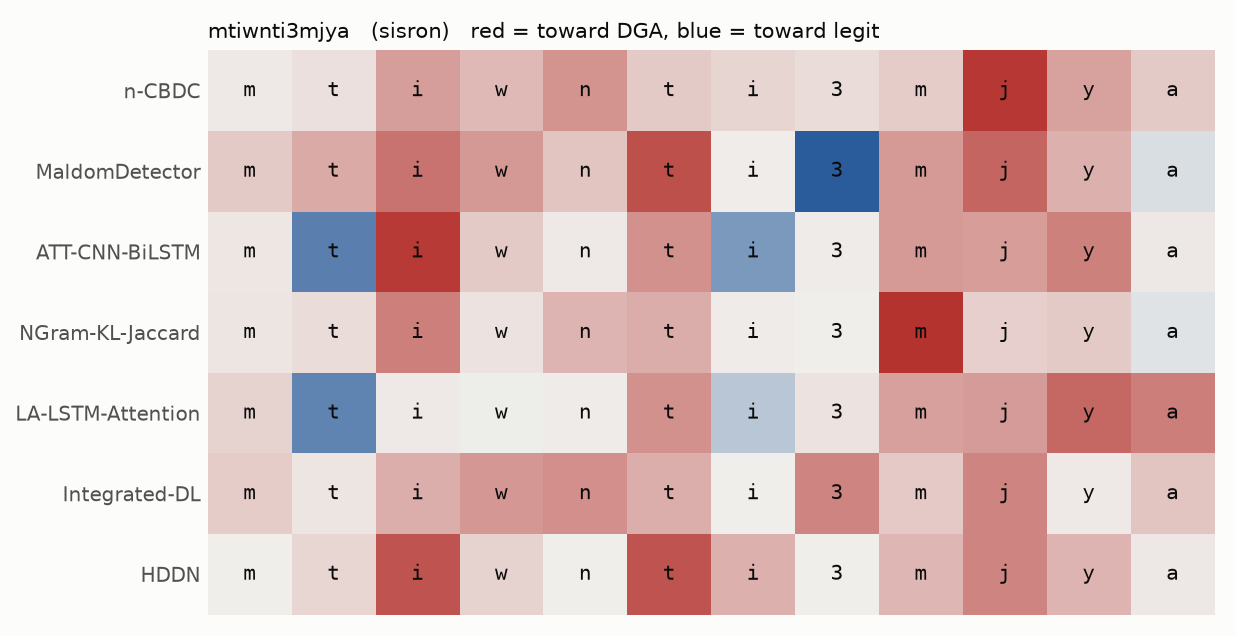 mtiwnti3mjya (sisron) red = toward DGA, blue = toward legit
n-CBDC m t i w n t i 3 m j y a
MaldomDetector m t i w n t i 3 m j y a
ATT-CNN-BiLSTM m t i w n t i 3 m j y a
NGram-KL-Jaccard m t i w n t i 3 m j y a
LA-LSTM-Attention m t i w n t i 3 m j y a
Integrated-DL m t i w n t i 3 m j y a
HDDN m t i w n t i 3 m j y a